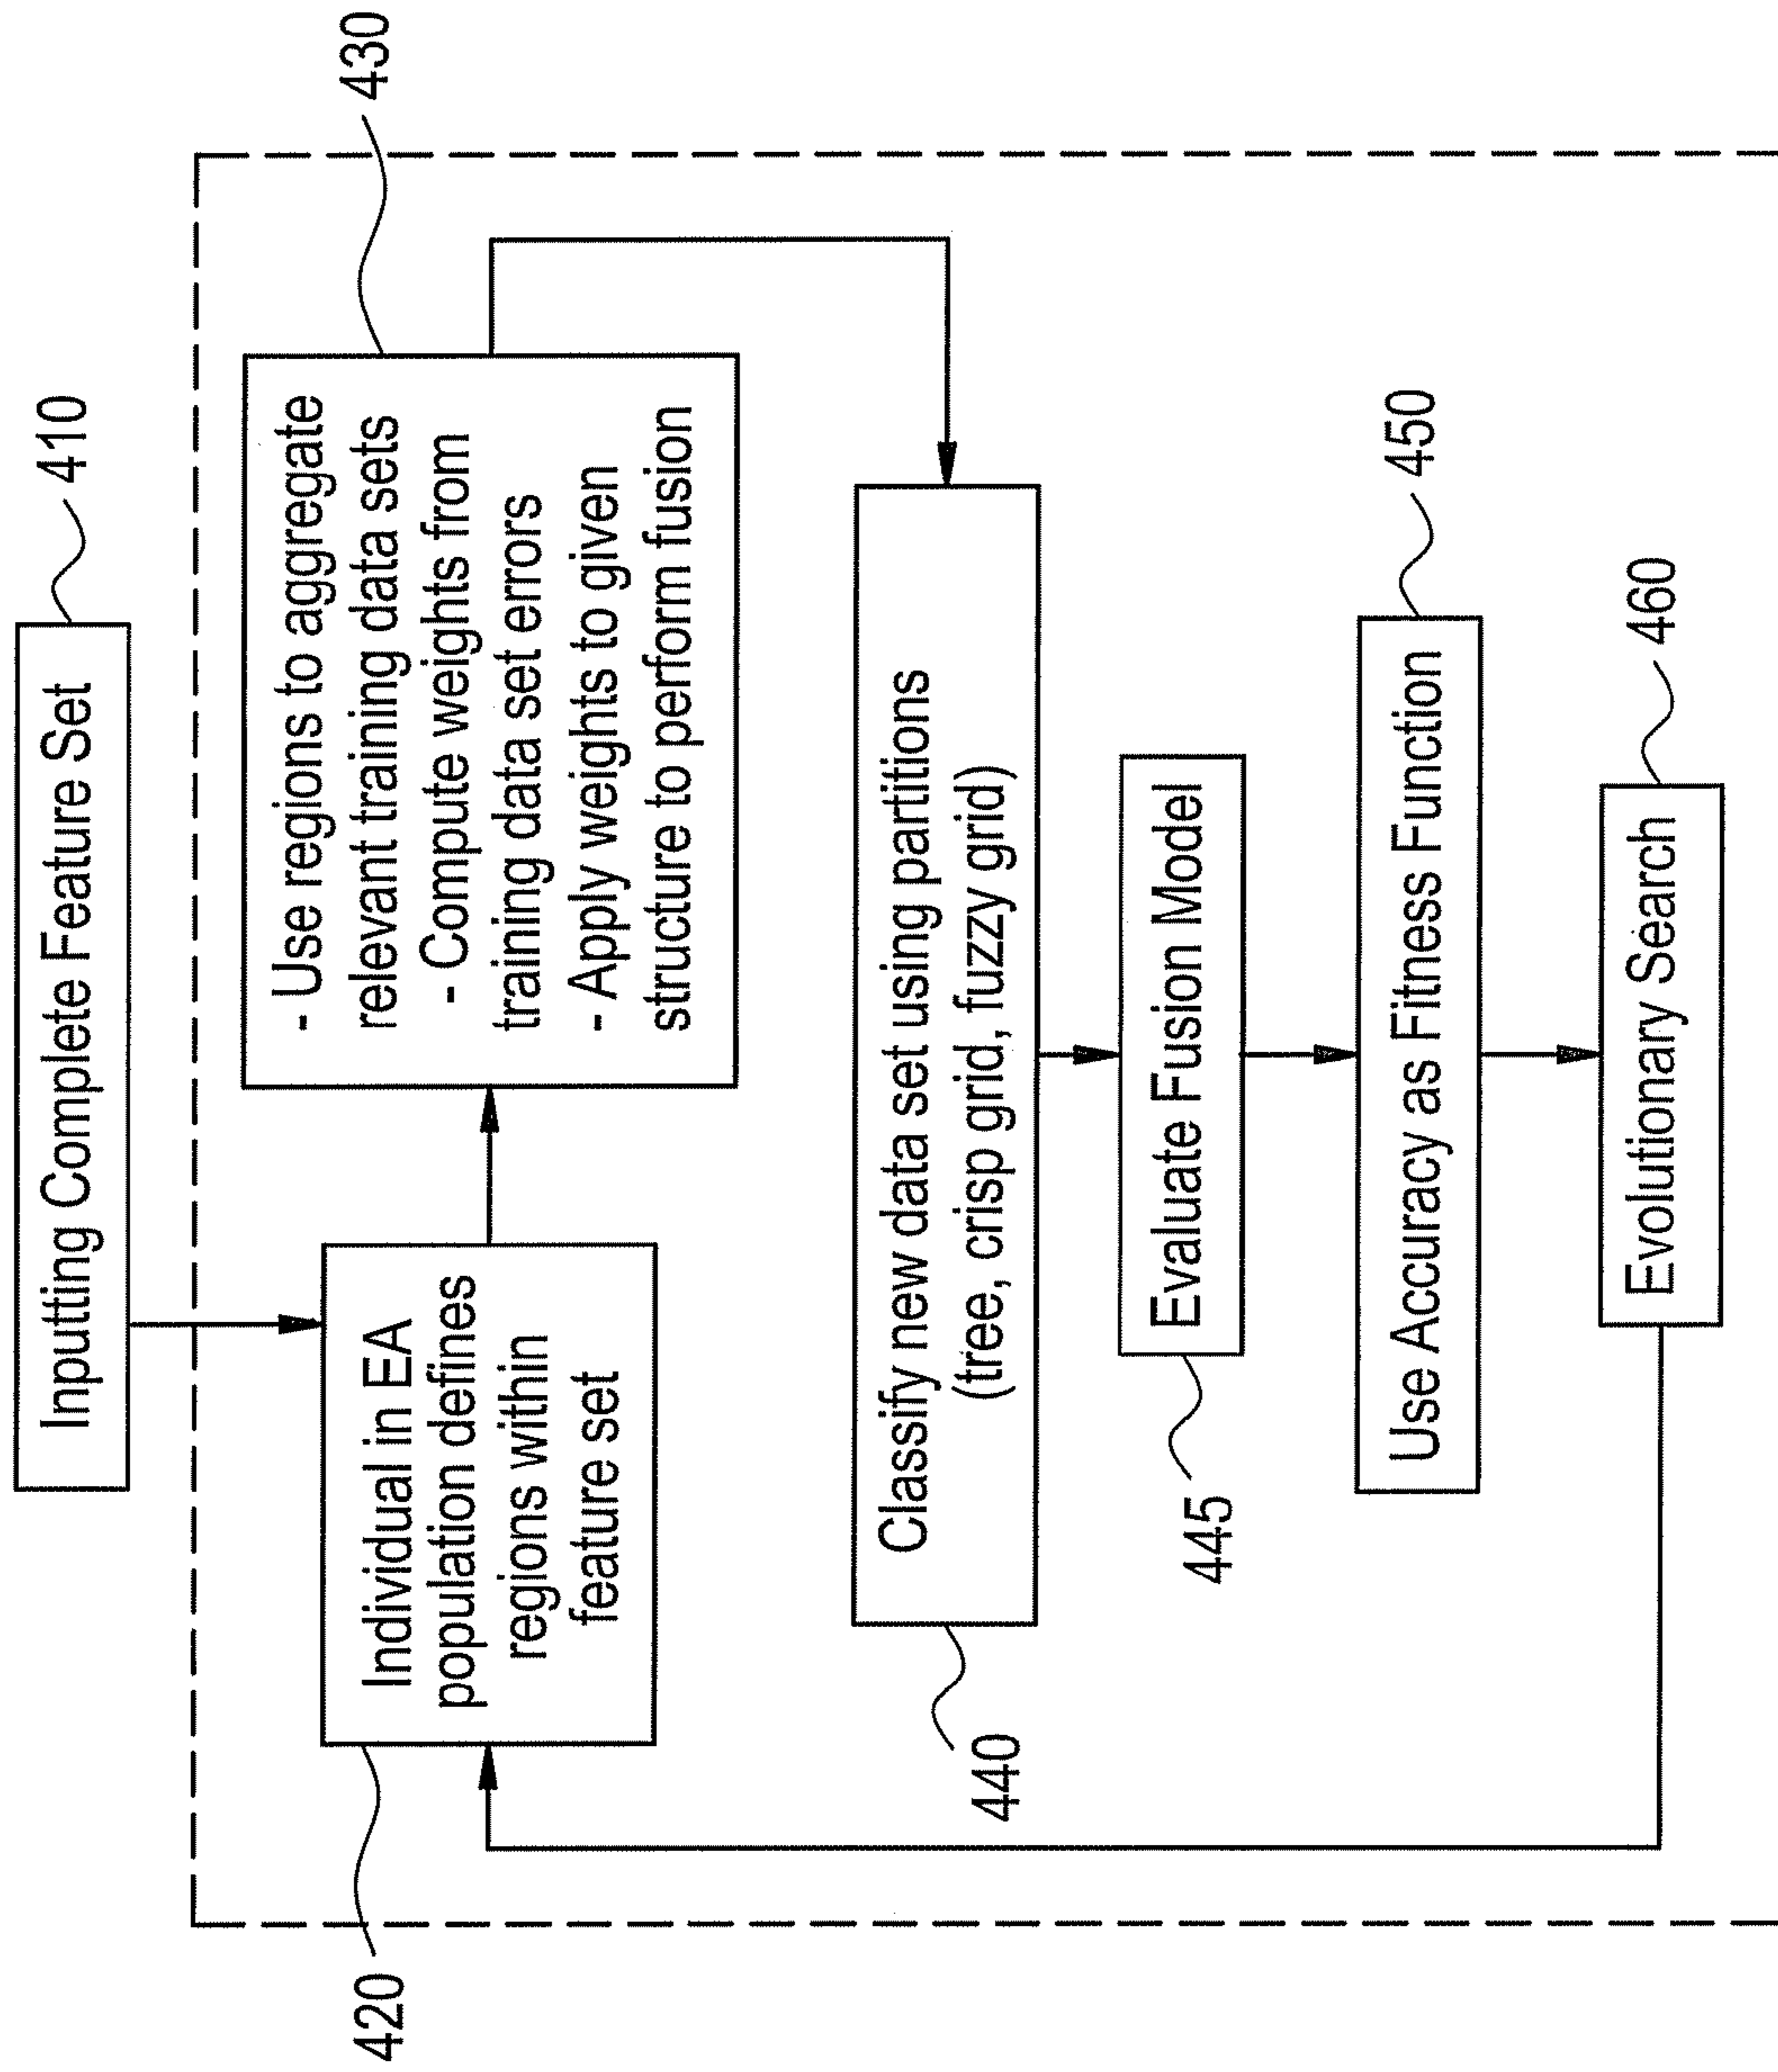 Inputting Complete Feature Set
410
420
Individual in EA
population defines
regions within
feature set
- Use regions to aggregate
relevant training data sets
- Compute weights from
training data set errors
- Apply weights to given
structure to perform fusion
430
440
Classify new data set using partitions
(tree, crisp grid, fuzzy grid)
445
Evaluate Fusion Model
Use Accuracy as Fitness Function
450
Evolutionary Search
460